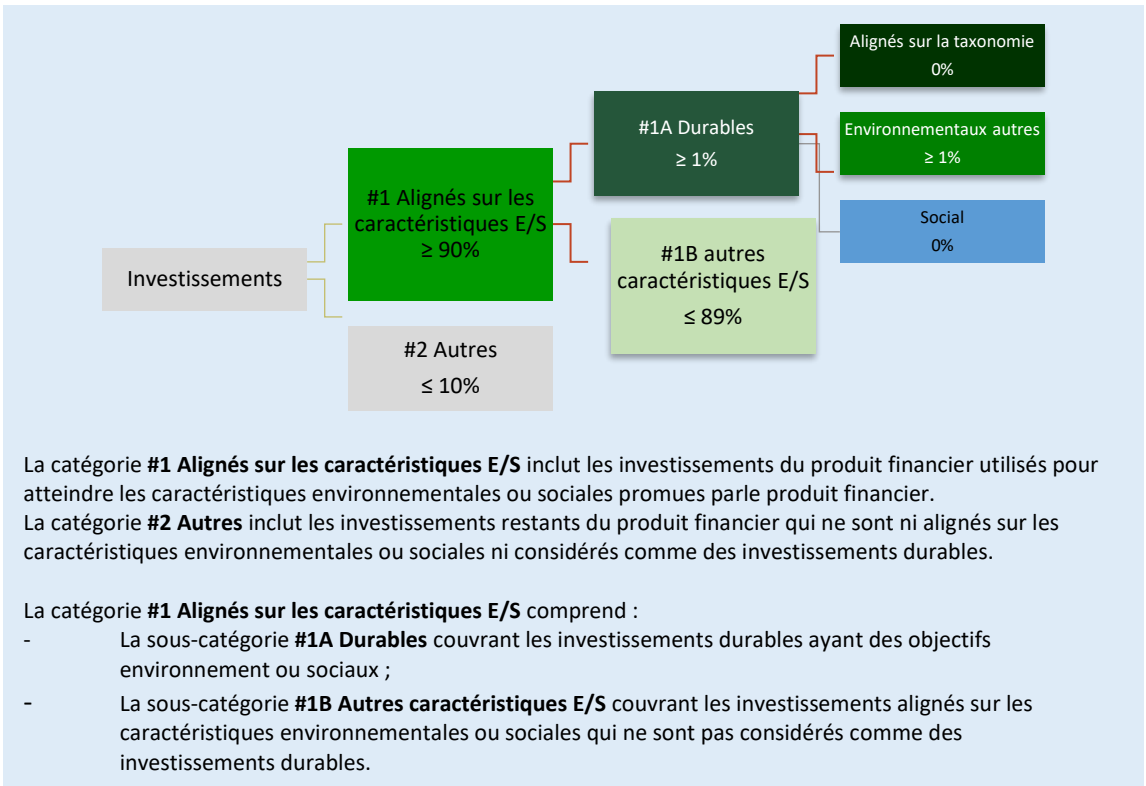 Investissements
#1 Alignés sur les
caractéristiques E/S
≥ 90%
#2 Autres
≤ 10%
#1A Durables
≥ 1%
#1B autres
caractéristiques E/S
≤ 89%
Alignés sur la taxonomie
0%
Environnementaux autres
≥ 1%
Social
0%
La catégorie #1 Alignés sur les caractéristiques E/S inclut les investissements du produit financier utilisés pour
atteindre les caractéristiques environnementales ou sociales promues parle produit financier.
La catégorie #2 Autres inclut les investissements restants du produit financier qui ne sont ni alignés sur les
caractéristiques environnementales ou sociales ni considérés comme des investissements durables.
La catégorie #1 Alignés sur les caractéristiques E/S comprend :
- La sous-catégorie #1A Durables couvrant les investissements durables ayant des objectifs
environnement ou sociaux ;
- La sous-catégorie #1B Autres caractéristiques E/S couvrant les investissements alignés sur les
caractéristiques environnementales ou sociales qui ne sont pas considérés comme des
investissements durables.